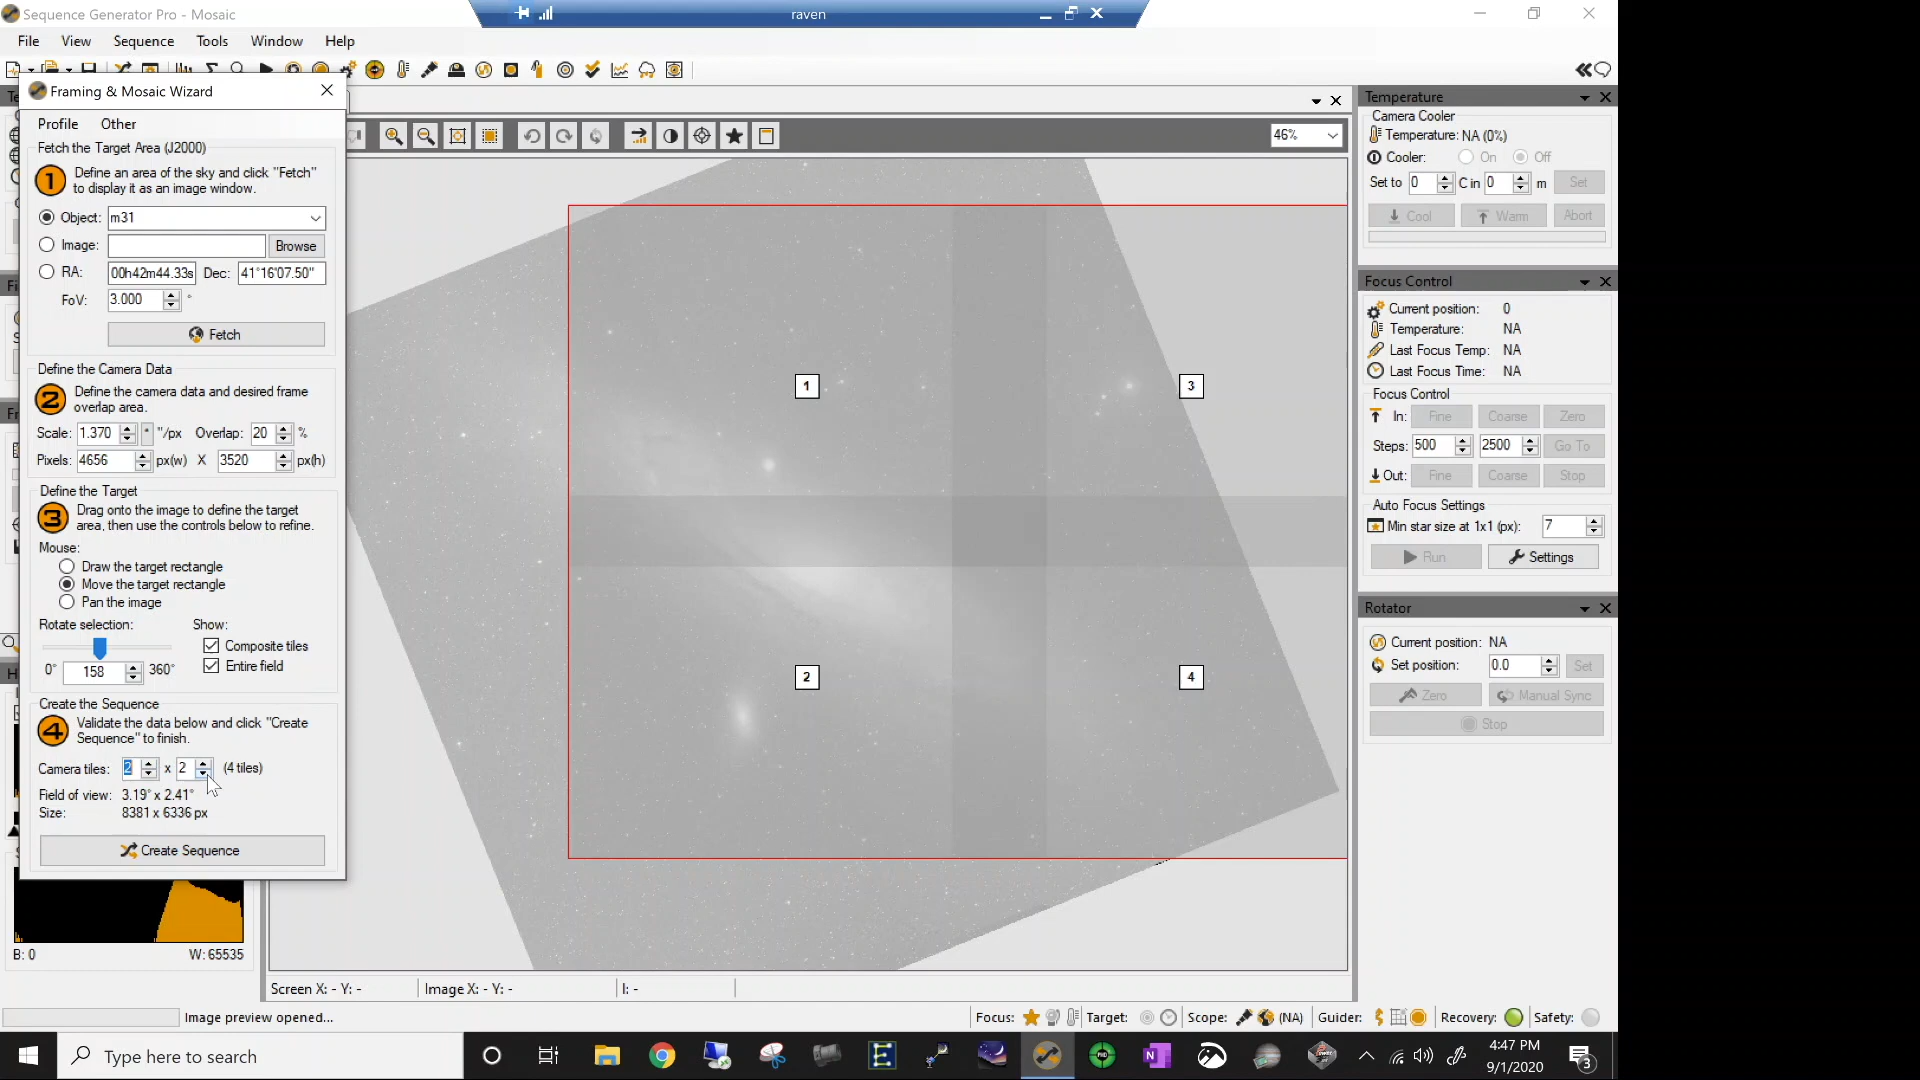 Sequence Generator Pro - Mosaic
raven
File View Sequence Tools Window Help
Framing & Mosaic Wizard
Profile Other
Fetch the Target Area (J2000)
1 Define an area of the sky and click "Fetch"
to display it as an image window.
Object: m31
Image: Browse
RA: 00h42m44.33s Dec: 41°16'07.50"
FoV: 3.000 °
Fetch
Define the Camera Data
2 Define the camera data and desired frame
overlap area.
Scale: 1.370 "/px Overlap: 20 %
Pixels: 4656 px(w) X 3520 px(h)
Define the Target
3 Drag onto the image to define the target
area, then use the controls below to refine.
Mouse:
Draw the target rectangle
Move the target rectangle
Pan the image
Rotate selection: Show:
Composite tiles
0° 158 360° Entire field
Create the Sequence
4 Validate the data below and click "Create
Sequence" to finish.
Camera tiles: 2 x 2 (4 tiles)
Field of view: 3.19° x 2.41°
Size: 8381 x 6336 px
Create Sequence
B: 0 W: 65535
46%
1
3
2
4
Screen X: - Y: - Image X: - Y: - I: -
Temperature
Camera Cooler
Temperature: NA (0%)
Cooler: On Off
Set to 0 C in 0 m Set
Cool Warm Abort
Focus Control
Current position: 0
Temperature: NA
Last Focus Temp: NA
Last Focus Time: NA
Focus Control
In: Fine Coarse Zero
Steps: 500 2500 Go To
Out: Fine Coarse Stop
Auto Focus Settings
Min star size at 1x1 (px): 7
Run Settings
Rotator
Current position: NA
Set position: 0.0 Set
Zero Manual Sync
Stop
Image preview opened... Focus: Target: Scope: (NA) Guider: Recovery: Safety:
Type here to search
4:47 PM
9/1/2020
3